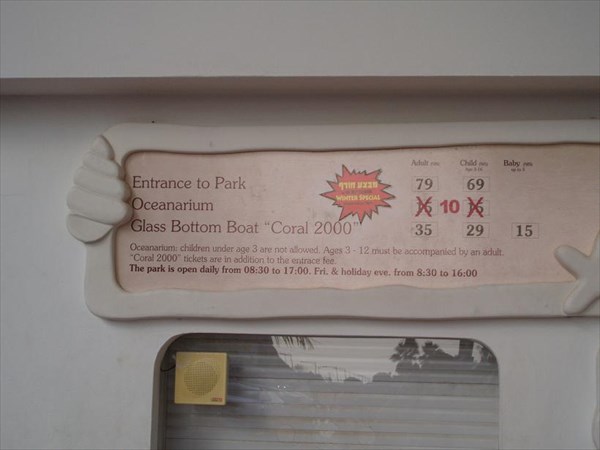 Adult Child Baby
Entrance to Park 79 69
Oceanarium מבצע חורף WINTER SPECIAL 10
Glass Bottom Boat "Coral 2000" 35 29 15
Oceanarium: children under age 3 are not allowed. Ages 3 - 12 must be accompanied by an adult.
"Coral 2000" tickets are in addition to the entrace fee.
The park is open daily from 08:30 to 17:00. Fri. & holiday eve. from 8:30 to 16:00